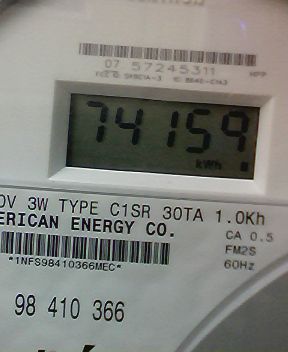 07 57245311
74159
kWh
0V 3W TYPE C1SR 30TA 1.0Kh
ERICAN ENERGY CO.
CA 0.5
FM2S
*1NFS98410366MEC*
60Hz
98 410 366